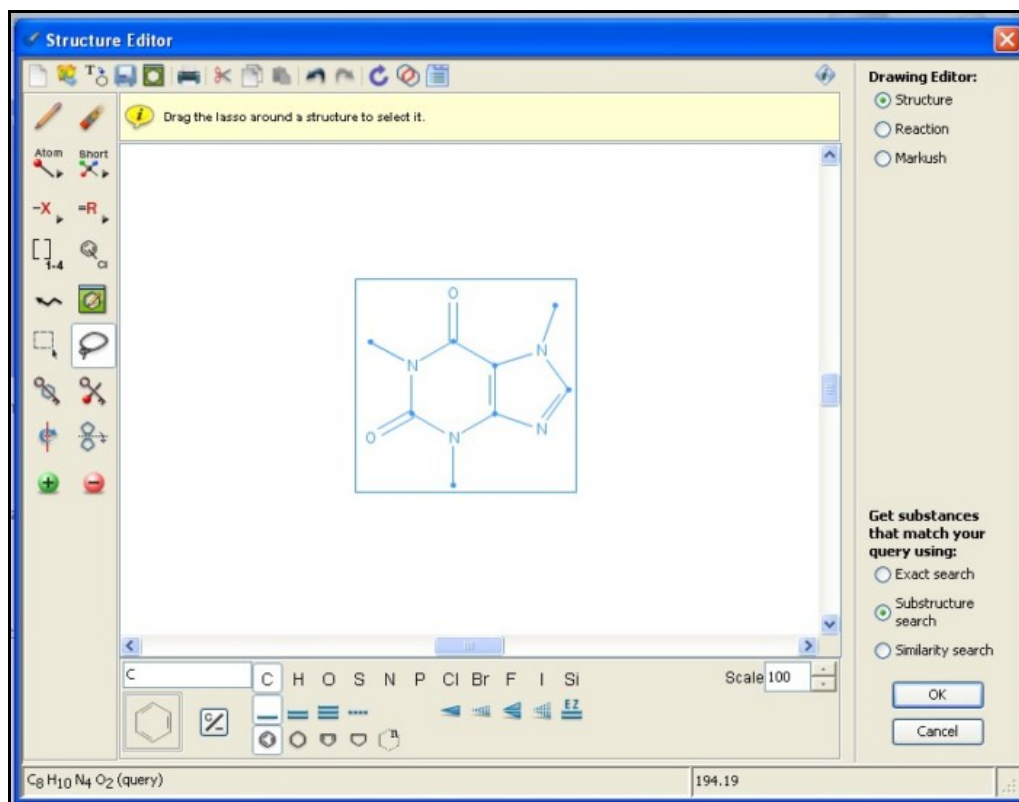 Structure Editor
Drawing Editor:
Structure
Reaction
Markush
Drag the lasso around a structure to select it.
Atom
Short
-X
=R
[ ] 1-4
Cl
O
N
N
O
N
N
Get substances
that match your
query using:
Exact search
Substructure
search
Similarity search
C
C H O S N P Cl Br F I Si
Scale 100
EZ
n
OK
Cancel
C8 H10 N4 O2 (query)
194.19